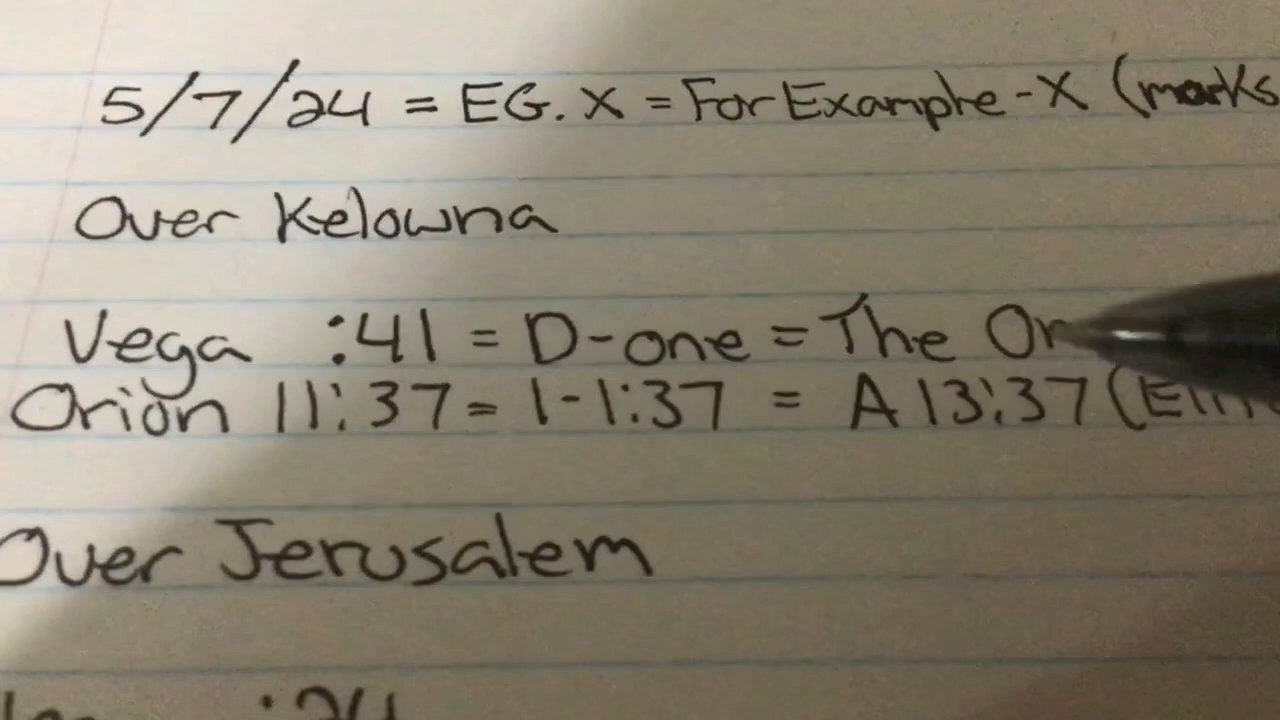 5/7/24 = EG.X = For Example-X (marks
Over Kelowna
Vega :41 = D-one = The
Orion 11:37 = 1-1:37 = A 13:37
Over Jerusalem
:24